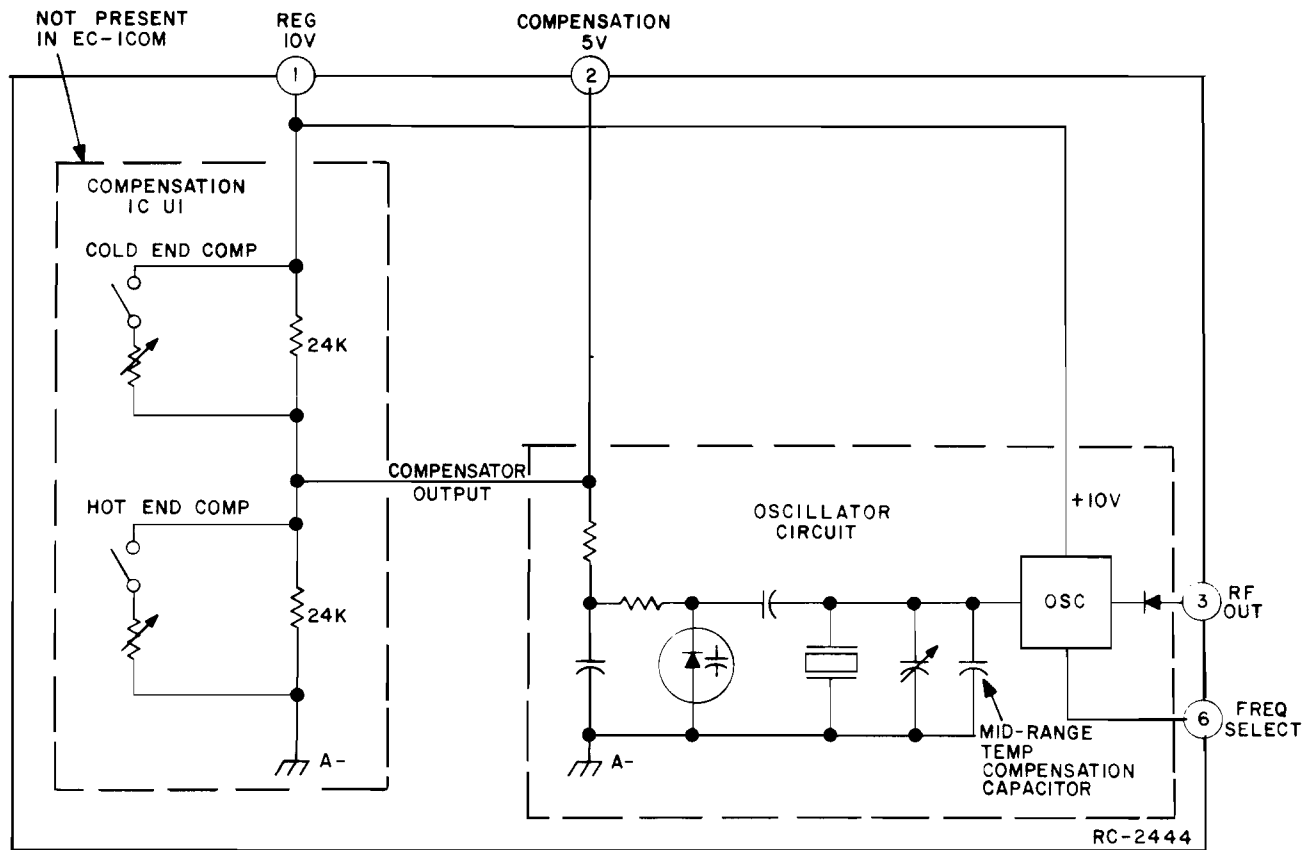 NOT PRESENT
IN EC-ICOM
REG
10V
1
COMPENSATION
5V
2
COMPENSATION
IC U1
COLD END COMP
24K
COMPENSATOR
OUTPUT
HOT END COMP
24K
A-
OSCILLATOR
CIRCUIT
+10V
OSC
3
RF
OUT
6
FREQ
SELECT
MID-RANGE
TEMP
COMPENSATION
CAPACITOR
A-
RC-2444